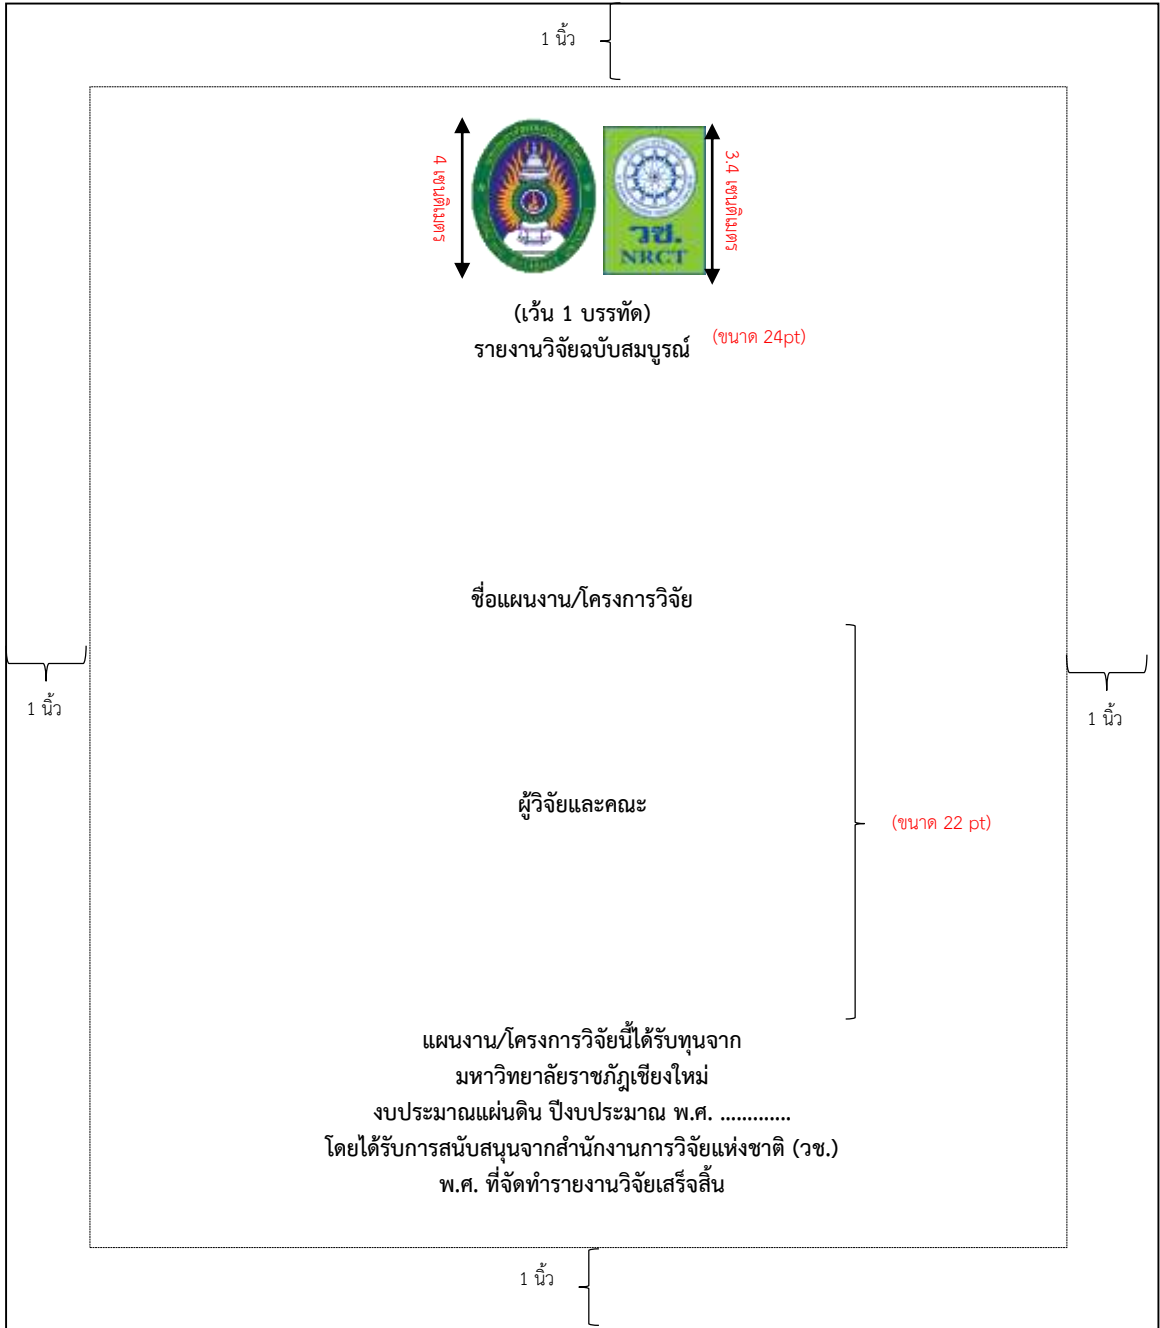 1 นิ้ว
4 เซนติเมตร
3.4 เซนติเมตร
วช.
NRCT
(เว้น 1 บรรทัด)
รายงานวิจัยฉบับสมบูรณ์
(ขนาด 24pt)
ชื่อแผนงาน/โครงการวิจัย
1 นิ้ว
1 นิ้ว
ผู้วิจัยและคณะ
(ขนาด 22 pt)
แผนงาน/โครงการวิจัยนี้ได้รับทุนจาก
มหาวิทยาลัยราชภัฏเชียงใหม่
งบประมาณแผ่นดิน ปีงบประมาณ พ.ศ. .............
โดยได้รับการสนับสนุนจากสำนักงานการวิจัยแห่งชาติ (วช.)
พ.ศ. ที่จัดทำรายงานวิจัยเสร็จสิ้น
1 นิ้ว